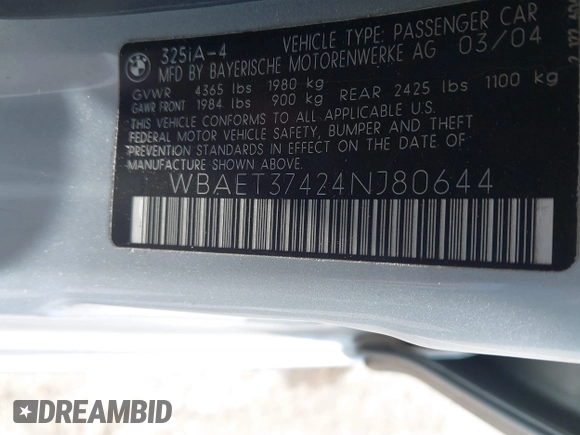 BMW
325iA-4 VEHICLE TYPE: PASSENGER CAR
MFD BY BAYERISCHE MOTORENWERKE AG 03/04
GVWR 4365 lbs 1980 kg
GAWR FRONT 1984 lbs 900 kg REAR 2425 lbs 1100 kg
THIS VEHICLE CONFORMS TO ALL APPLICABLE U.S.
FEDERAL MOTOR VEHICLE SAFETY, BUMPER AND THEFT
PREVENTION STANDARDS IN EFFECT ON THE DATE OF
MANUFACTURE SHOWN ABOVE.
WBAET37424NJ80644
DREAMBID